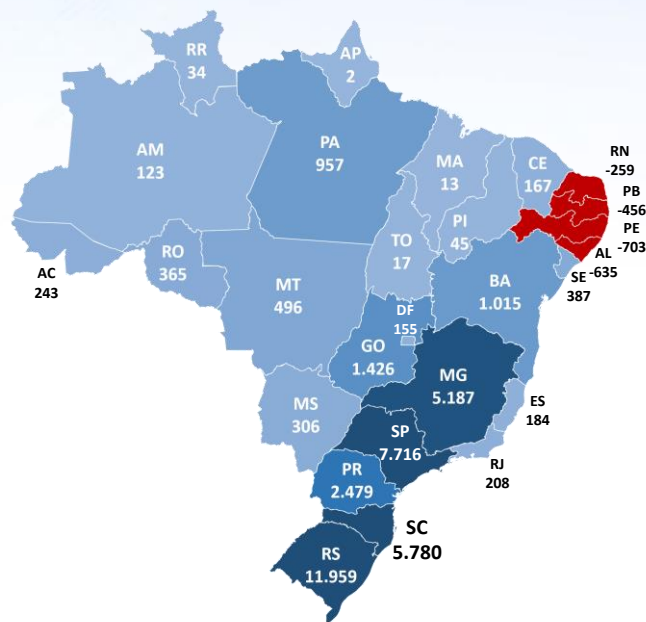 RR
34
AP
2
AM
123
PA
957
MA
13
CE
167
RN
-259
PB
-456
PE
-703
AL
-635
SE
387
PI
45
TO
17
AC
243
RO
365
MT
496
BA
1.015
DF
155
GO
1.426
MG
5.187
ES
184
MS
306
SP
7.716
RJ
208
PR
2.479
SC
5.780
RS
11.959